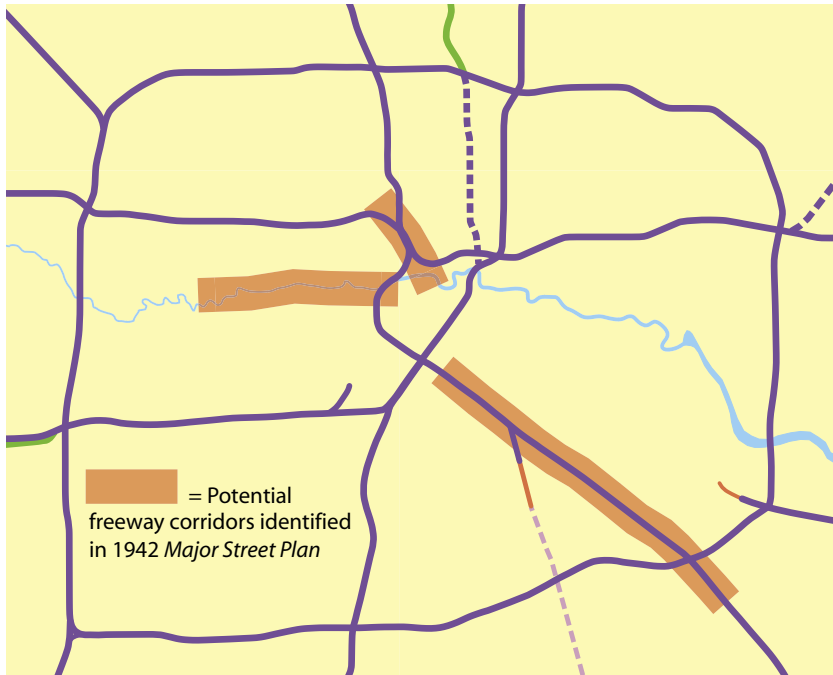 = Potential
freeway corridors identified
in 1942 Major Street Plan